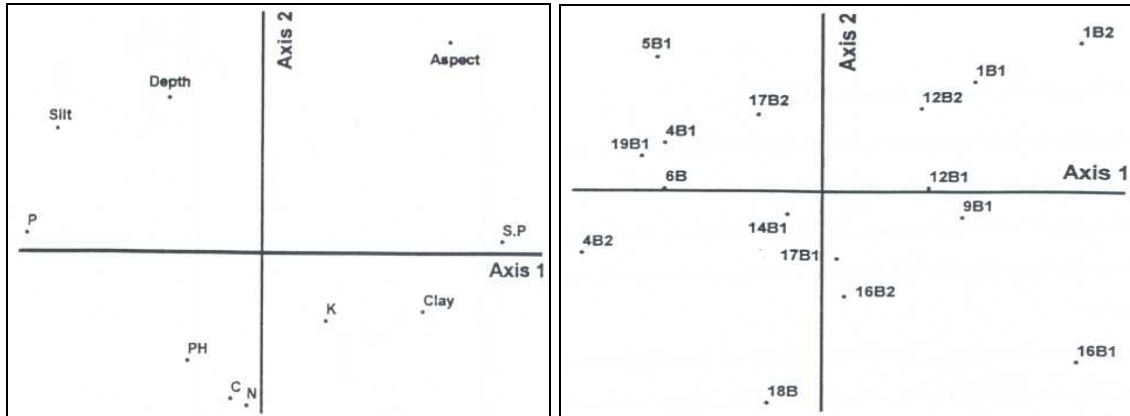 Axis 2
Aspect
Depth
Silt
P
S.P
Axis 1
K
Clay
PH
C
N
Axis 2
1B2
5B1
1B1
17B2
12B2
4B1
19B1
6B
12B1
Axis 1
9B1
14B1
4B2
17B1
16B2
16B1
18B